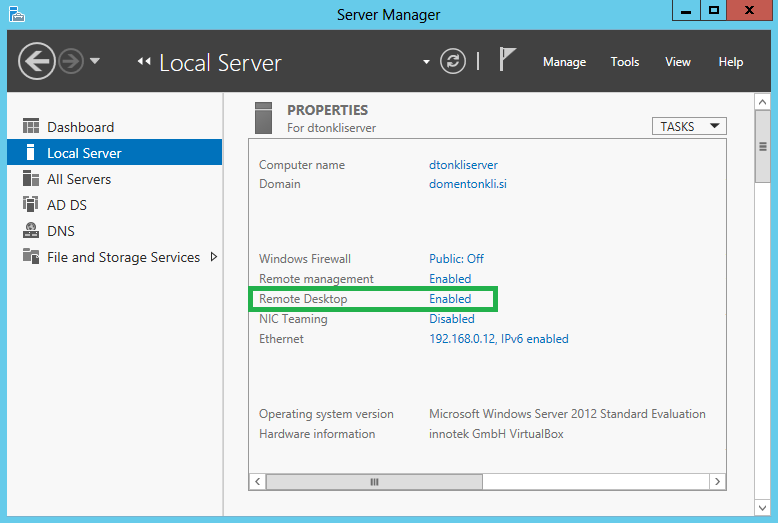 Server Manager
Local Server
Manage Tools View Help
Dashboard
Local Server
All Servers
AD DS
DNS
File and Storage Services
PROPERTIES
For dtonkliserver
TASKS
Computer name dtonkliserver
Domain domentonkli.si
Windows Firewall Public: Off
Remote management Enabled
Remote Desktop Enabled
NIC Teaming Disabled
Ethernet 192.168.0.12, IPv6 enabled
Operating system version Microsoft Windows Server 2012 Standard Evaluation
Hardware information innotek GmbH VirtualBox